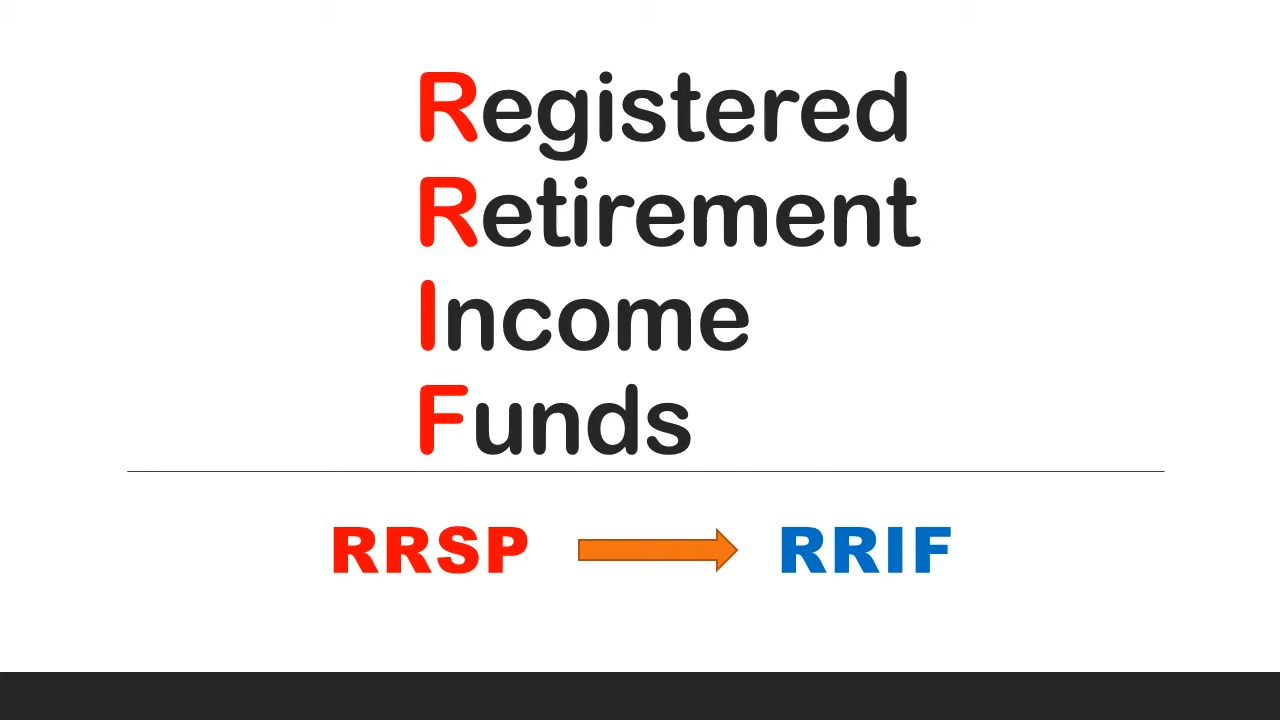 Registered
Retirement
Income
Funds
RRSP RRIF